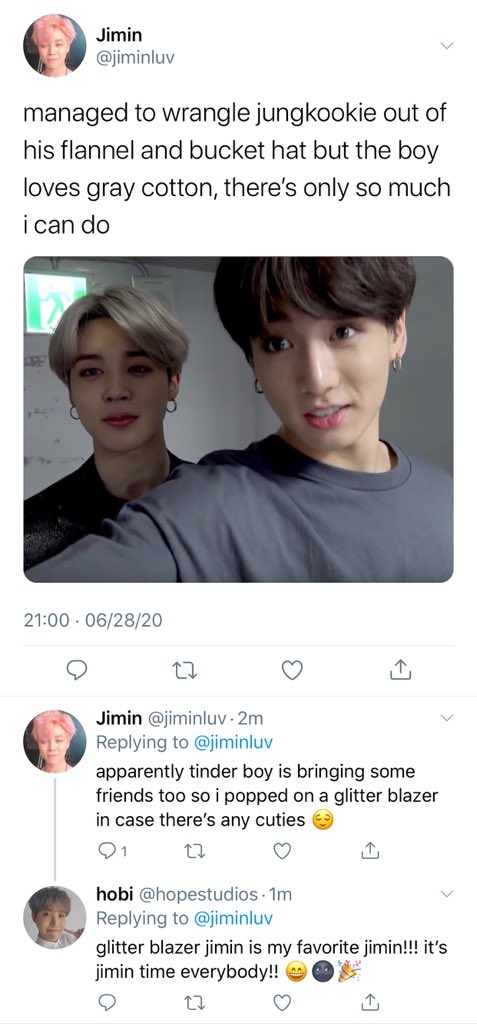 Jimin
@jiminluv
managed to wrangle jungkookie out of
his flannel and bucket hat but the boy
loves gray cotton, there’s only so much
i can do
21:00 · 06/28/20
Jimin @jiminluv · 2m
Replying to @jiminluv
apparently tinder boy is bringing some
friends too so i popped on a glitter blazer
in case there’s any cuties 😌
1
hobi @hopestudios · 1m
Replying to @jiminluv
glitter blazer jimin is my favorite jimin!!! it’s
jimin time everybody!! 😄🌚🎉